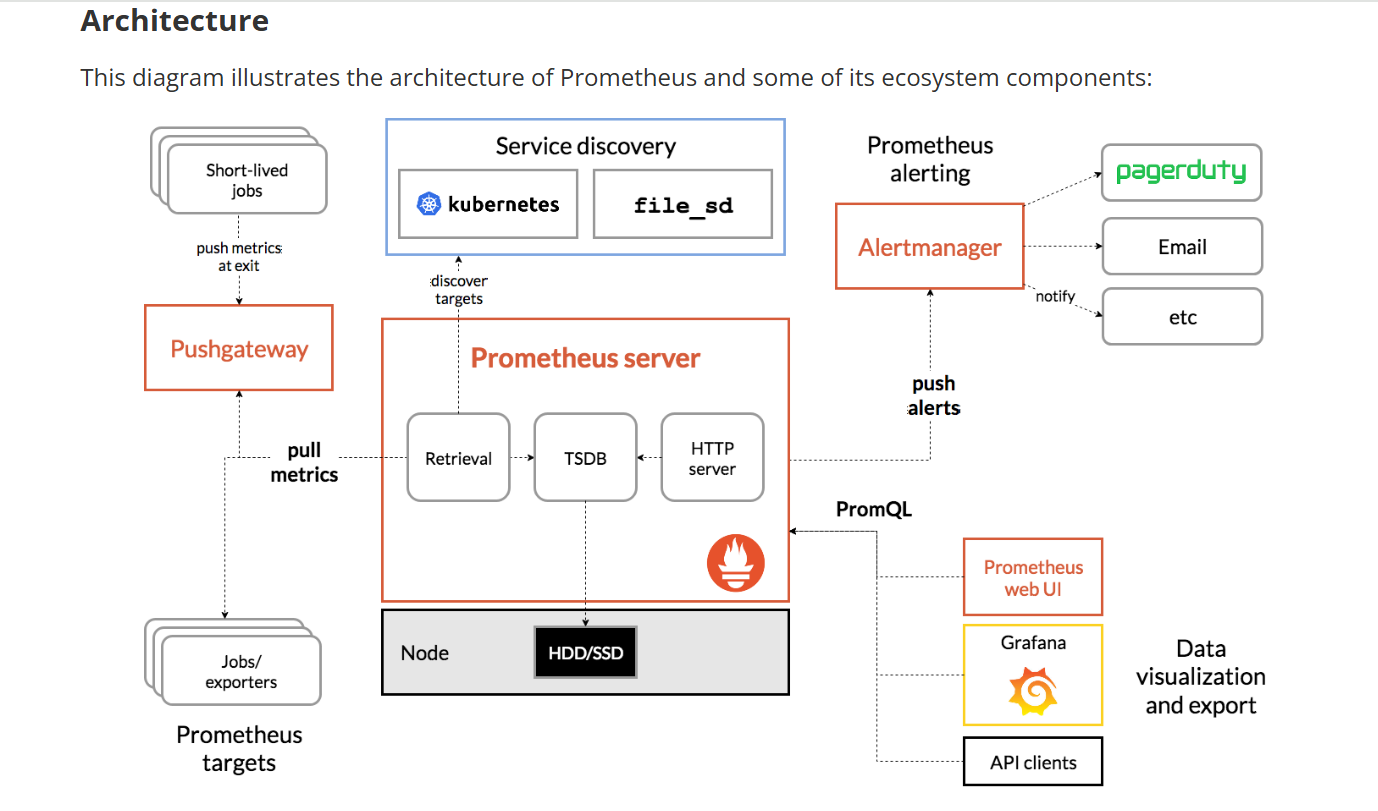 Architecture
This diagram illustrates the architecture of Prometheus and some of its ecosystem components:
Short-lived
jobs
push metrics
at exit
Pushgateway
pull
metrics
Jobs/
exporters
Prometheus
targets
Service discovery
kubernetes
file_sd
discover
targets
Prometheus server
Retrieval
TSDB
HTTP
server
Node
HDD/SSD
Prometheus
alerting
Alertmanager
pagerduty
Email
notify
etc
push
alerts
PromQL
Prometheus
web UI
Grafana
API clients
Data
visualization
and export